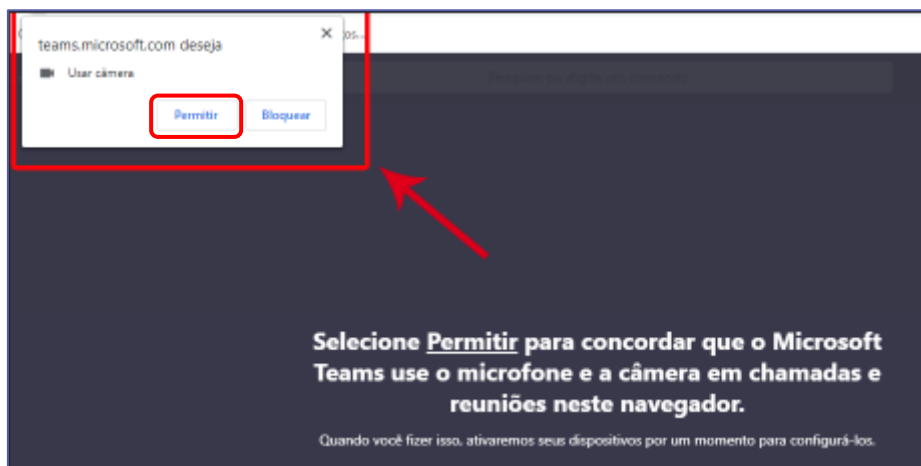 teams.microsoft.com deseja
Usar câmera
Permitir Bloquear
os...
Selecione Permitir para concordar que o Microsoft
Teams use o microfone e a câmera em chamadas e
reuniões neste navegador.
Quando você fizer isso, ativaremos seus dispositivos por um momento para configurá-los.